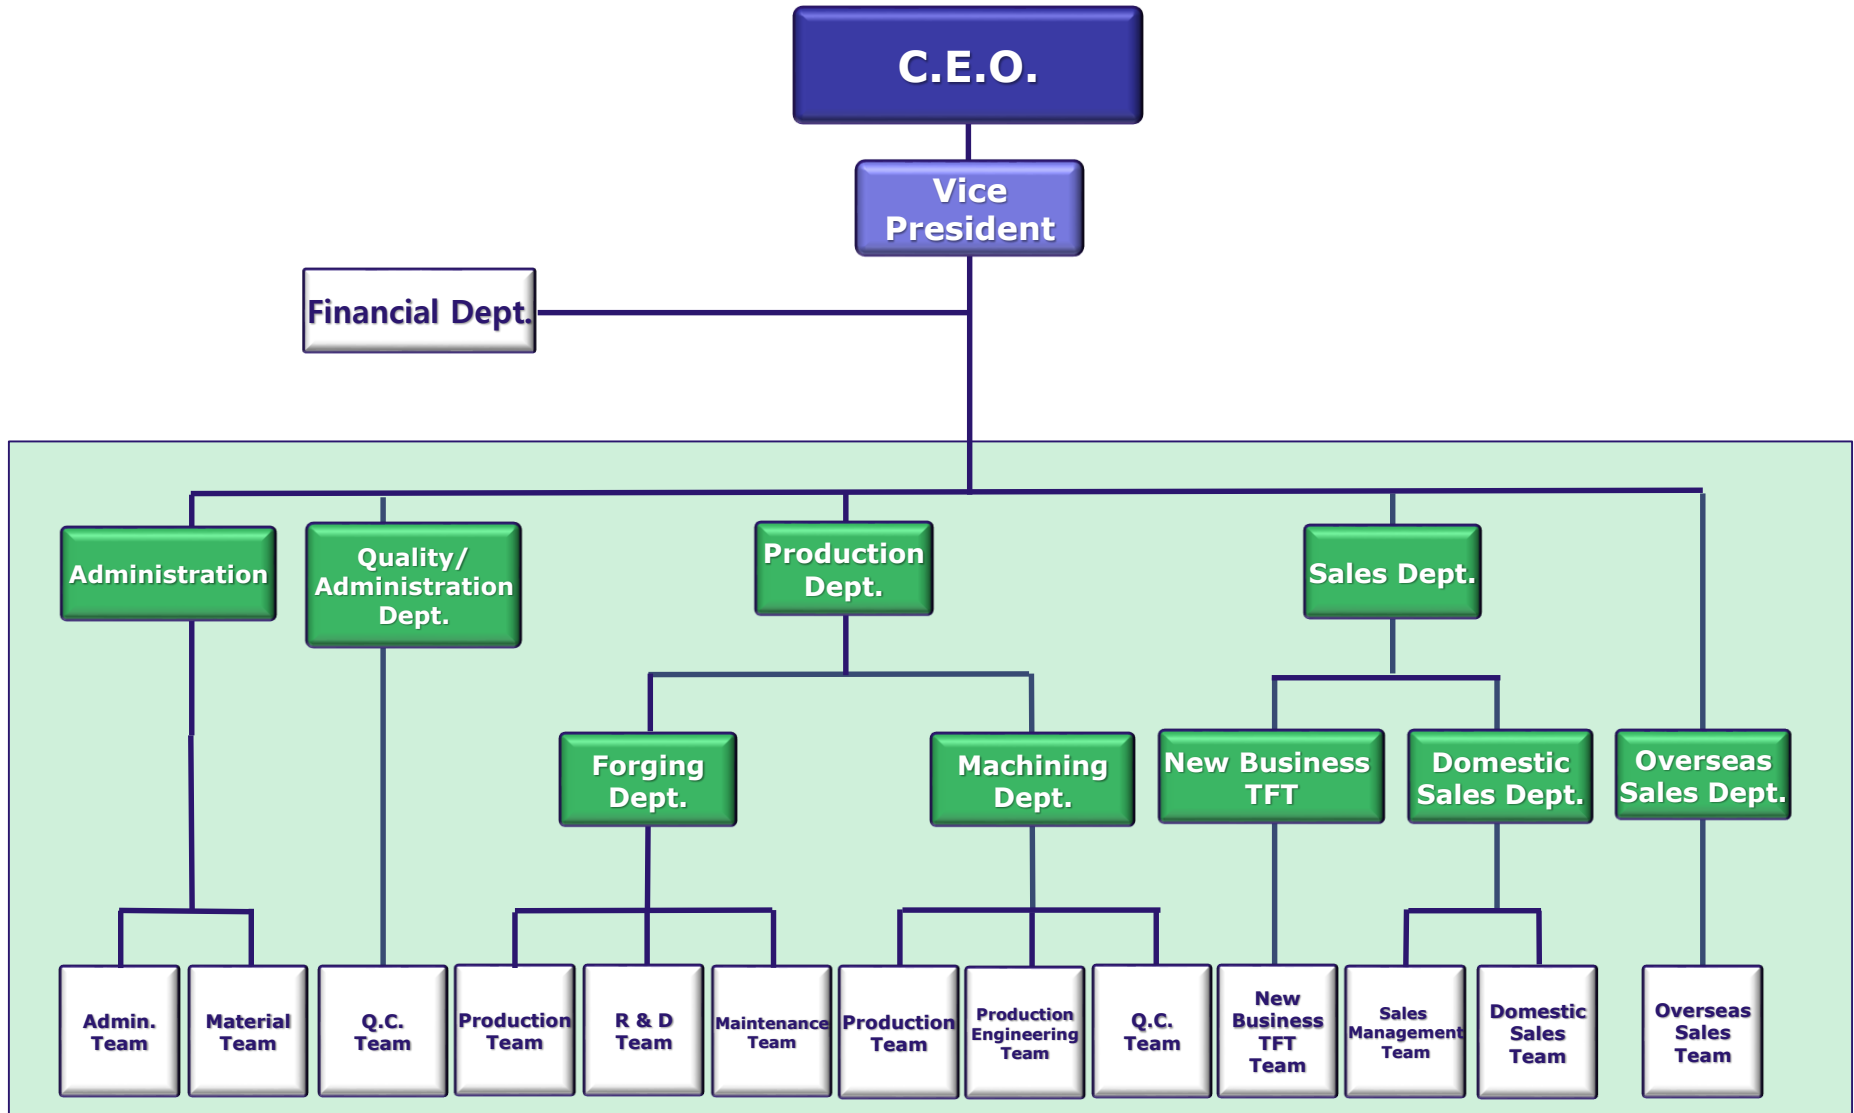 C.E.O.
Vice
President
Financial Dept.
Administration
Quality/
Administration
Dept.
Production
Dept.
Sales Dept.
Forging
Dept.
Machining
Dept.
New Business
TFT
Domestic
Sales Dept.
Overseas
Sales Dept.
Admin.
Team
Material
Team
Q.C.
Team
Production
Team
R & D
Team
Maintenance
Team
Production
Team
Production
Engineering
Team
Q.C.
Team
New
Business
TFT
Team
Sales
Management
Team
Domestic
Sales
Team
Overseas
Sales
Team